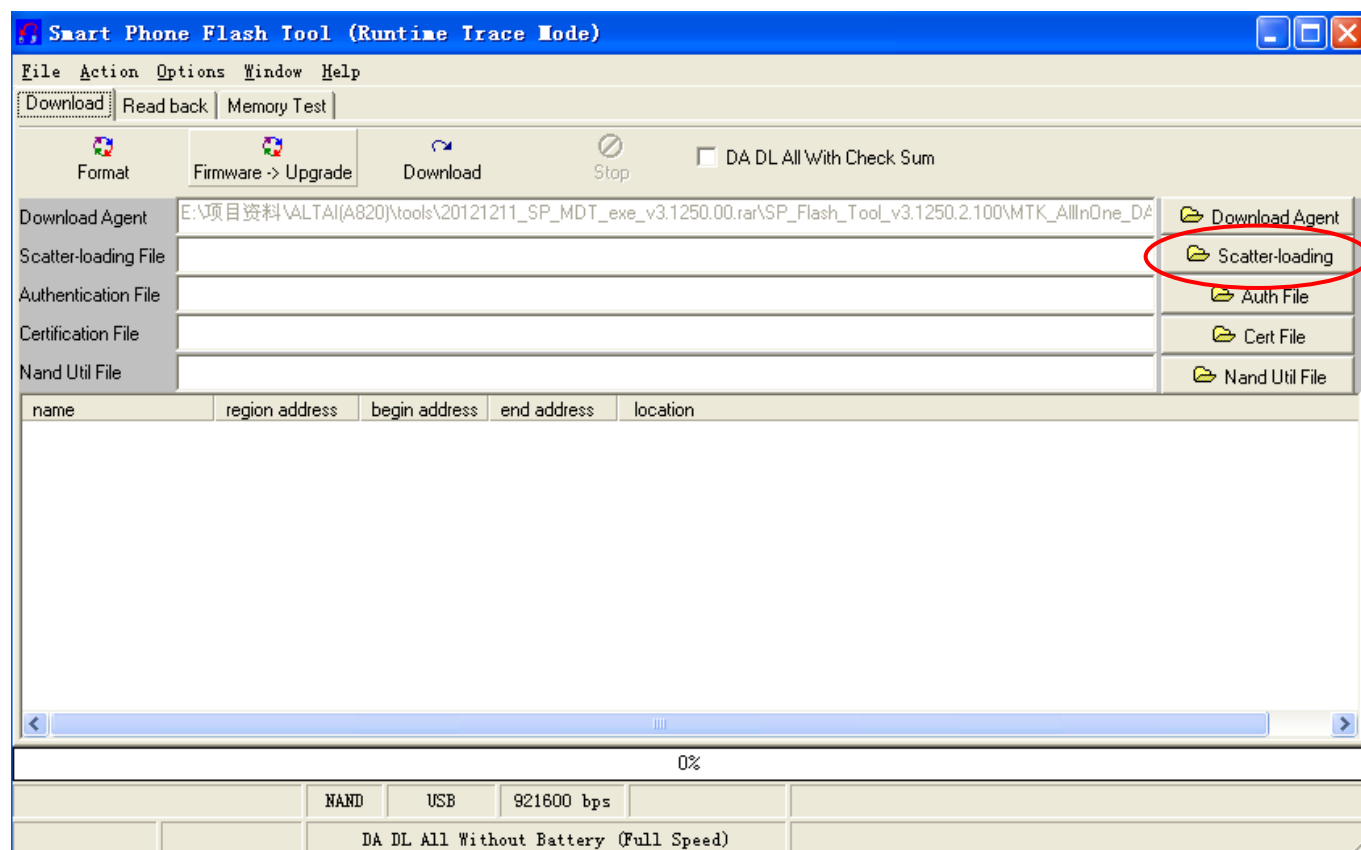 Smart Phone Flash Tool (Runtime Trace Mode)
File Action Options Window Help
Download Read back Memory Test
Format Firmware -> Upgrade Download Stop DA DL All With Check Sum
Download Agent E:\项目资料\ALTAI(A820)\tools\20121211_SP_MDT_exe_v3.1250.00.rar\SP_Flash_Tool_v3.1250.2.100\MTK_AllInOne_DA Download Agent
Scatter-loading File Scatter-loading
Authentication File Auth File
Certification File Cert File
Nand Util File Nand Util File
name region address begin address end address location
0%
NAND USB 921600 bps
DA DL All Without Battery (Full Speed)